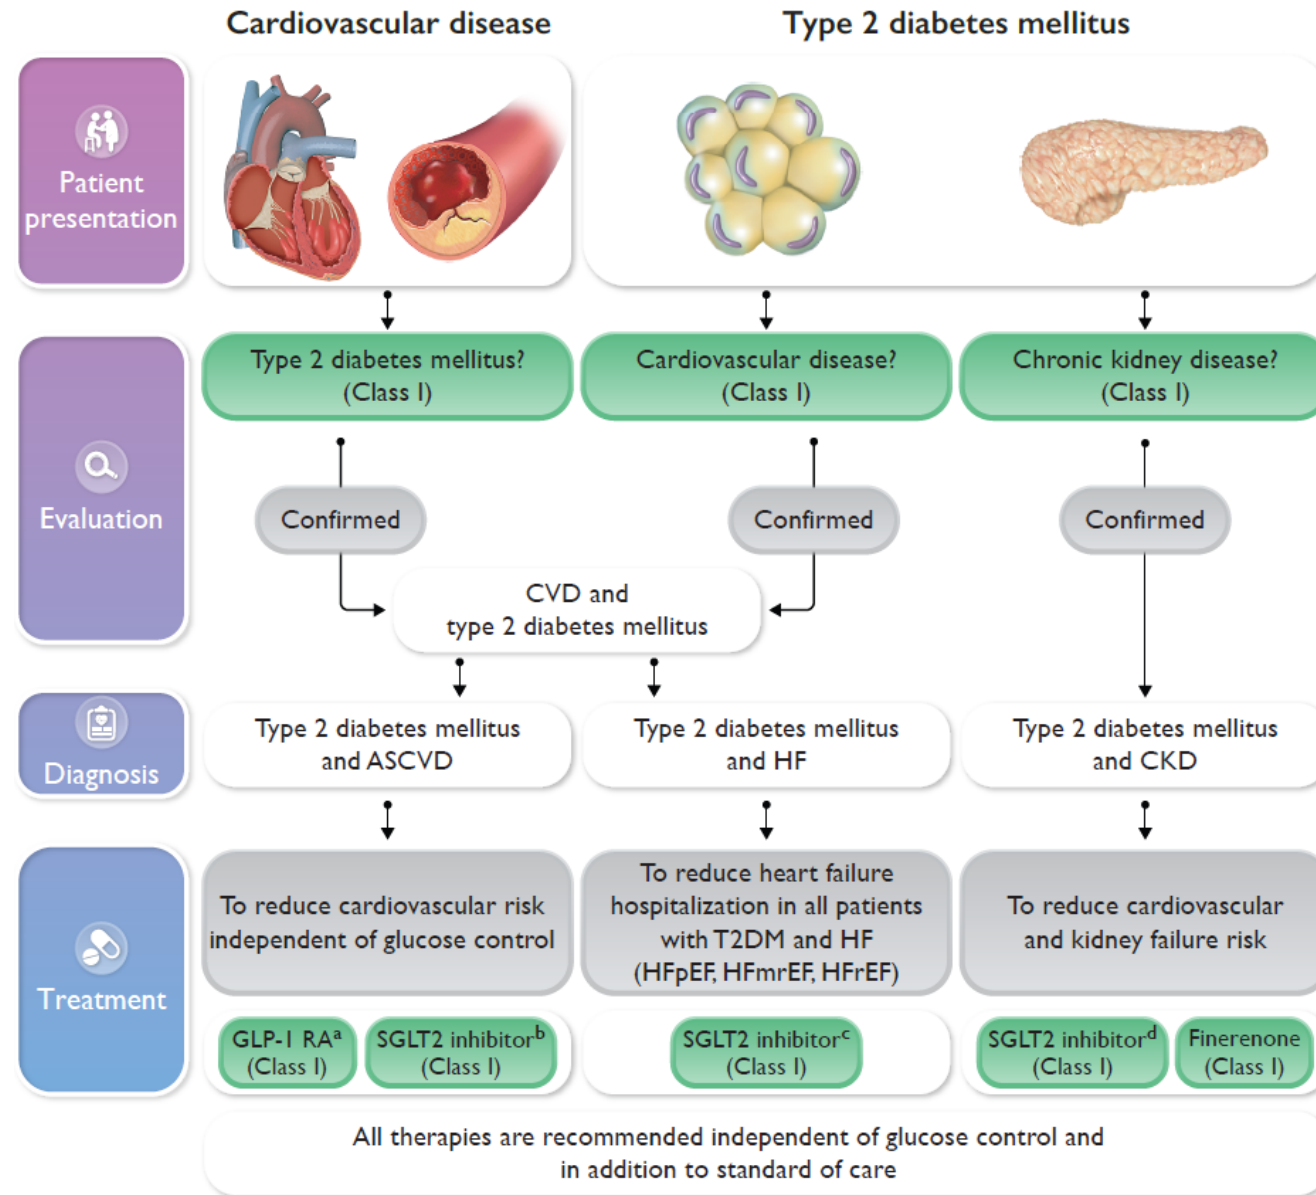 Cardiovascular disease
Type 2 diabetes mellitus
Patient
presentation
Evaluation
Type 2 diabetes mellitus?
(Class I)
Cardiovascular disease?
(Class I)
Chronic kidney disease?
(Class I)
Confirmed
Confirmed
Confirmed
CVD and
type 2 diabetes mellitus
Diagnosis
Type 2 diabetes mellitus
and ASCVD
Type 2 diabetes mellitus
and HF
Type 2 diabetes mellitus
and CKD
Treatment
To reduce cardiovascular risk
independent of glucose control
To reduce heart failure
hospitalization in all patients
with T2DM and HF
(HFpEF, HFmrEF, HFrEF)
To reduce cardiovascular
and kidney failure risk
GLP-1 RAᵃ
(Class I)
SGLT2 inhibitorᵇ
(Class I)
SGLT2 inhibitorᶜ
(Class I)
SGLT2 inhibitorᵈ
(Class I)
Finerenone
(Class I)
All therapies are recommended independent of glucose control and
in addition to standard of care